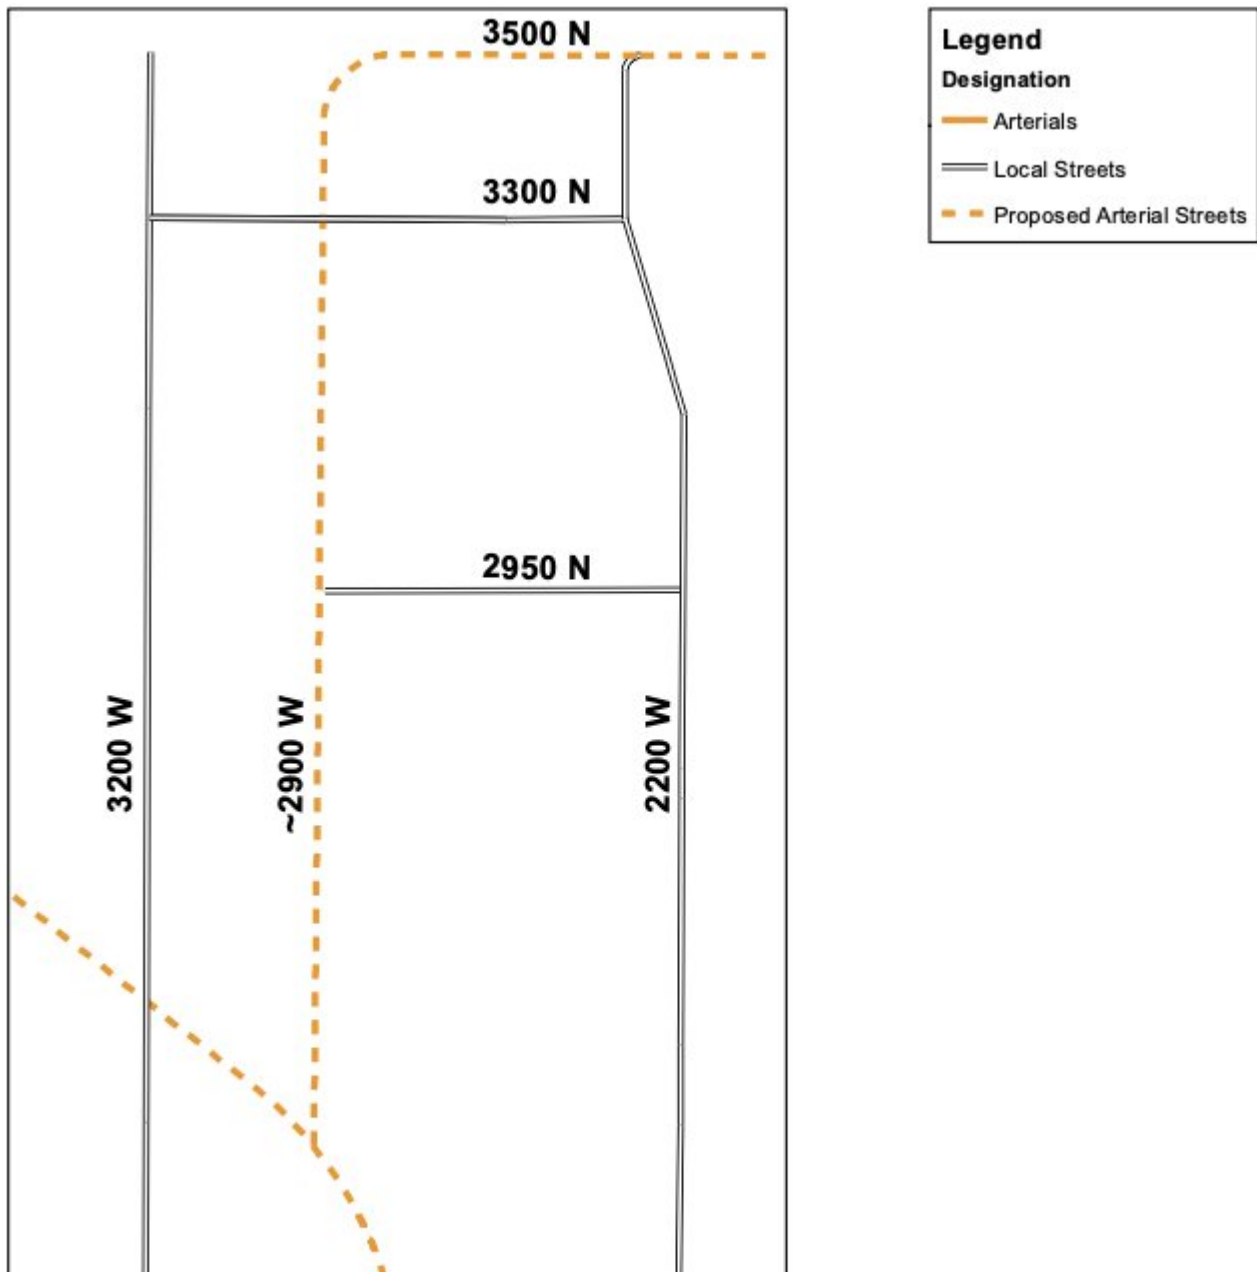 3500 N
3300 N
2950 N
3200 W
~2900 W
2200 W
Legend
Designation
Arterials
Local Streets
Proposed Arterial Streets